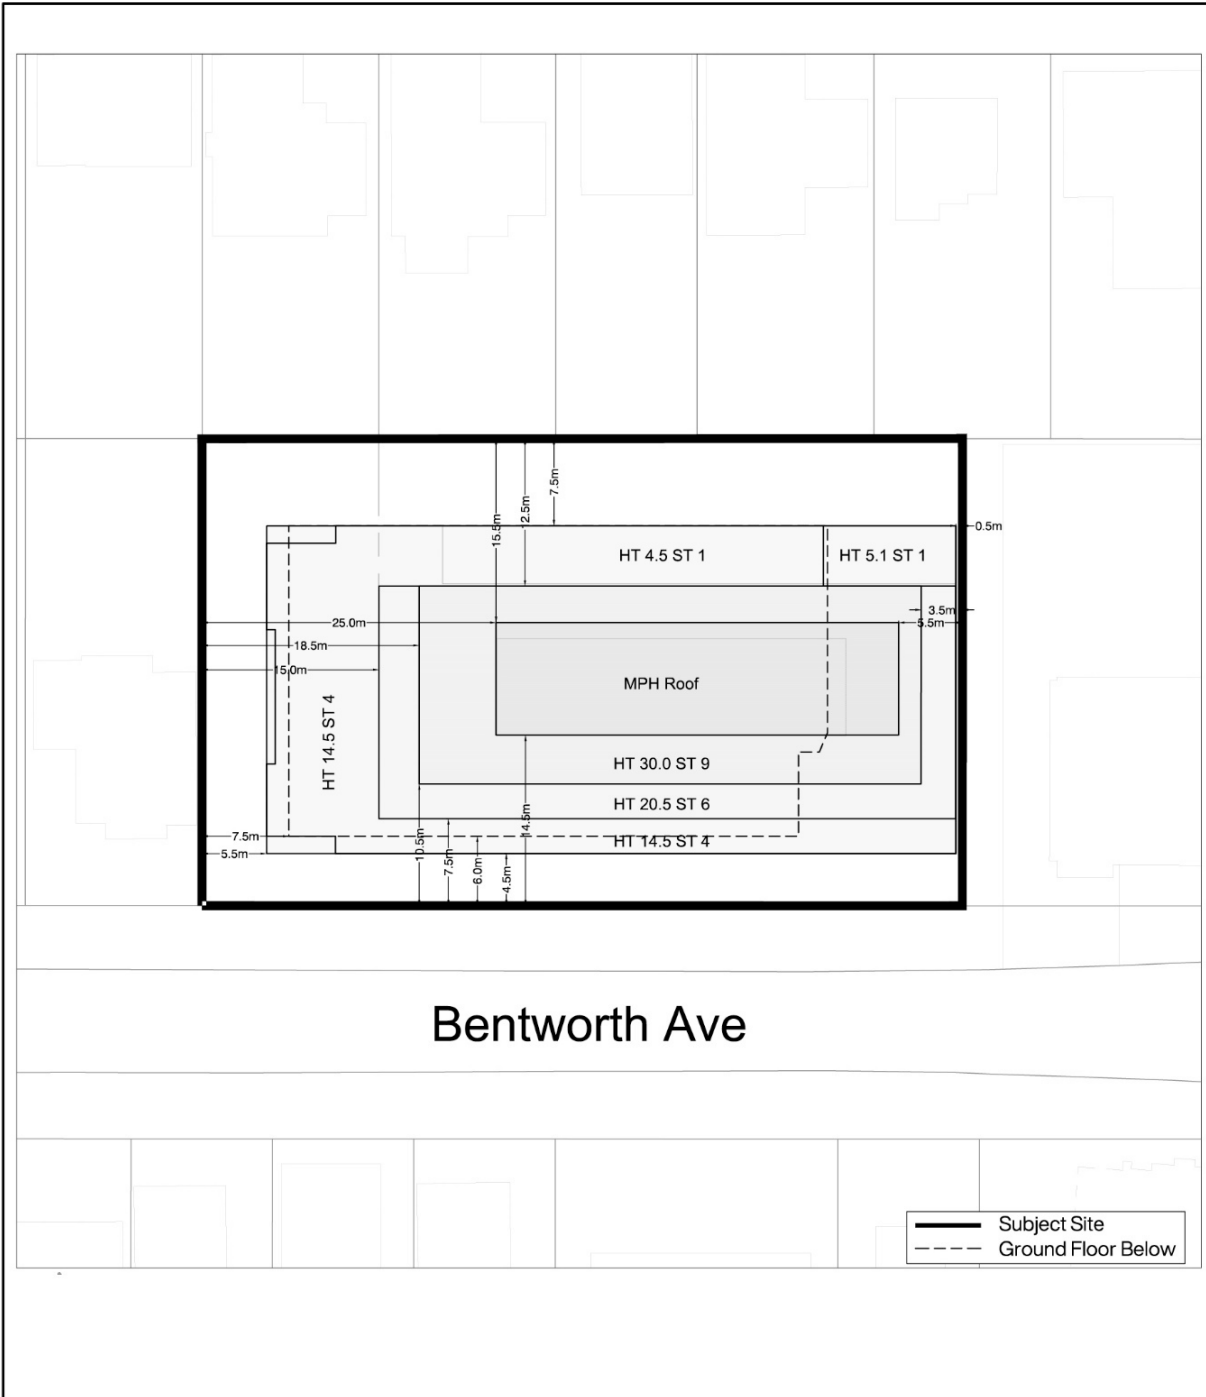 7.5m
12.5m
15.5m
0.5m
HT 4.5 ST 1
HT 5.1 ST 1
3.5m
25.0m
5.5m
18.5m
15.0m
MPH Roof
HT 14.5 ST 4
HT 30.0 ST 9
HT 20.5 ST 6
14.5m
7.5m
HT 14.5 ST 4
10.5m
5.5m
7.5m
6.0m
4.5m
Bentworth Ave
Subject Site
Ground Floor Below